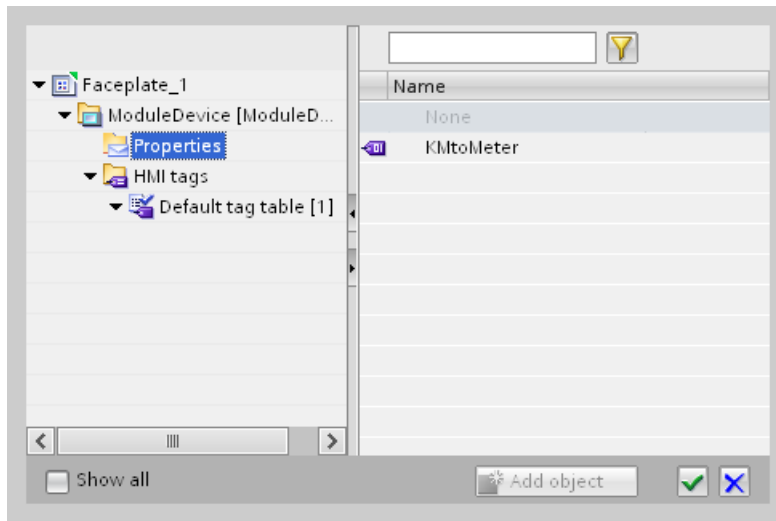 Faceplate_1
ModuleDevice [ModuleD...
Properties
HMI tags
Default tag table [1]
Name
None
KMtoMeter
Show all
Add object